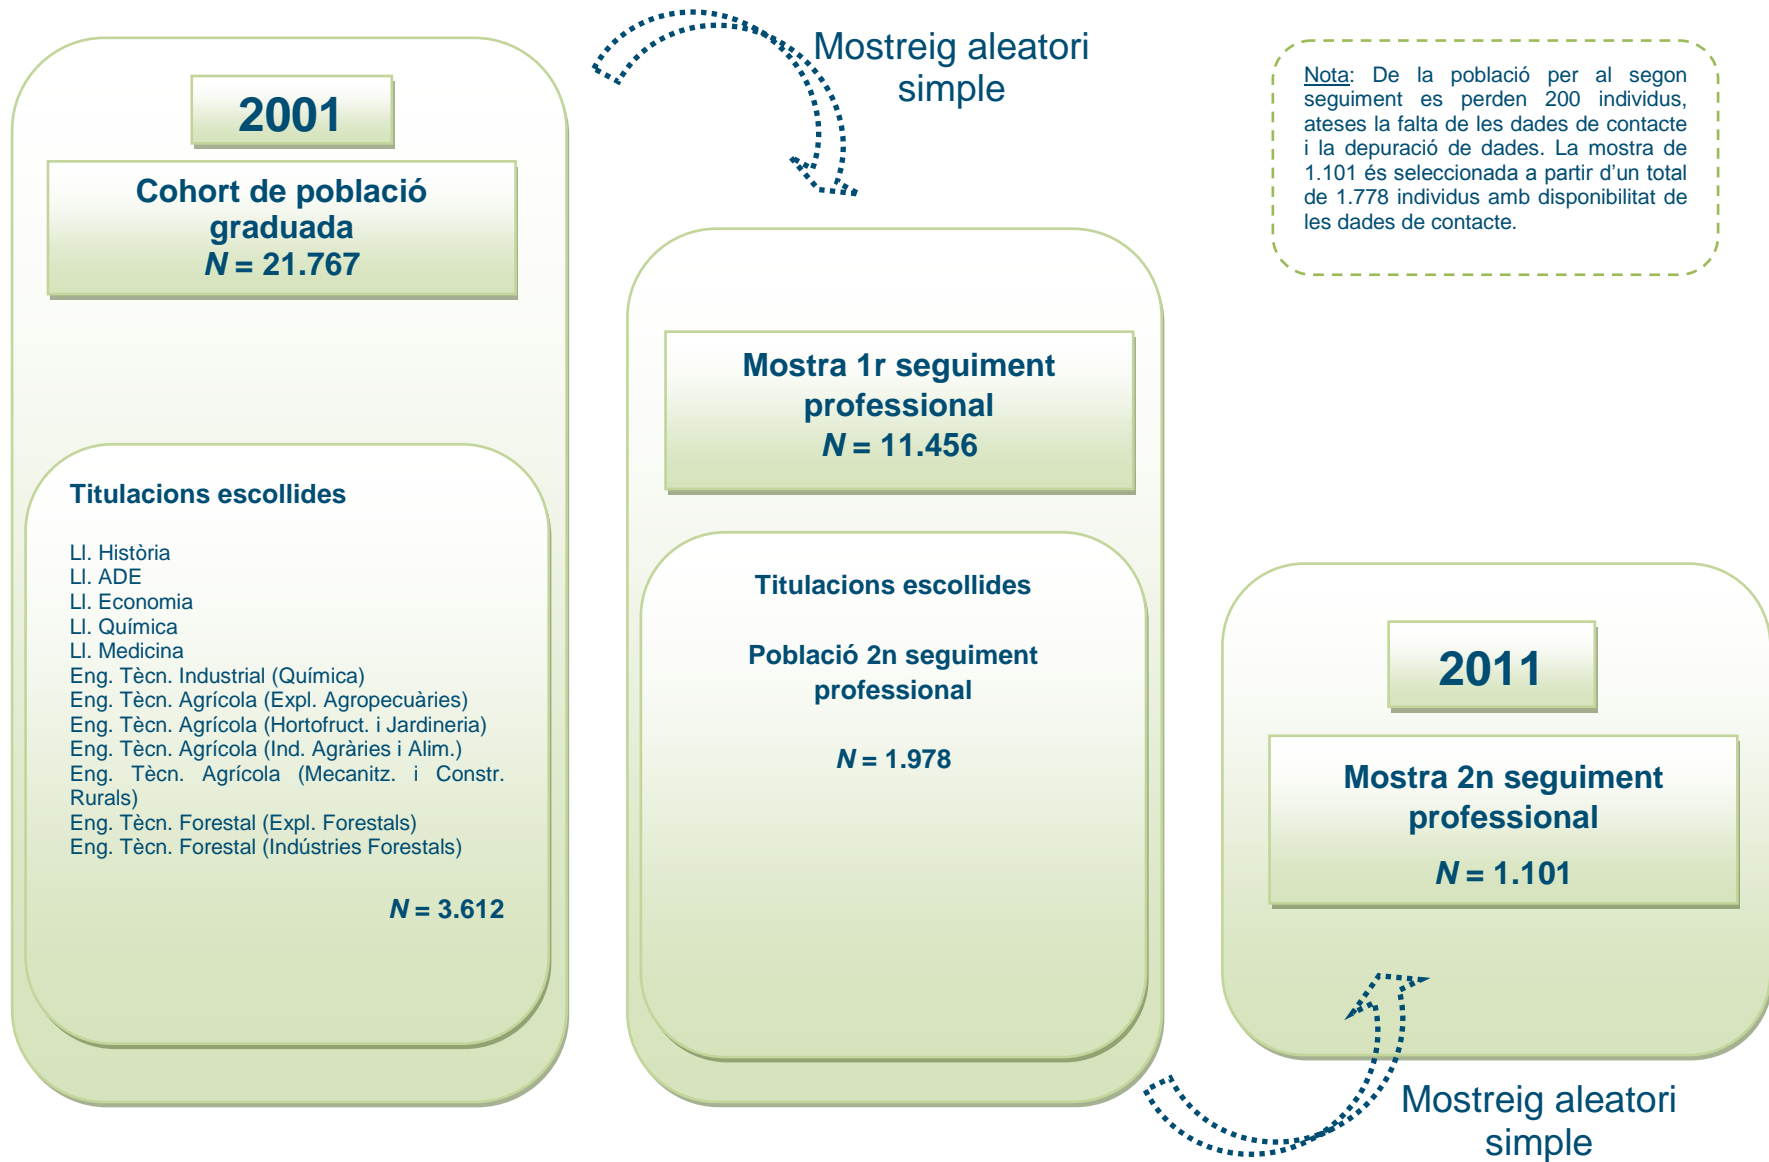 2001
Cohort de població
graduada
N = 21.767
Titulacions escollides
Ll. Història
Ll. ADE
Ll. Economia
Ll. Química
Ll. Medicina
Eng. Tècn. Industrial (Química)
Eng. Tècn. Agrícola (Expl. Agropecuàries)
Eng. Tècn. Agrícola (Hortofruct. i Jardineria)
Eng. Tècn. Agrícola (Ind. Agràries i Alim.)
Eng. Tècn. Agrícola (Mecanitz. i Constr.
Rurals)
Eng. Tècn. Forestal (Expl. Forestals)
Eng. Tècn. Forestal (Indústries Forestals)
N = 3.612
Mostreig aleatori
simple
Mostra 1r seguiment
professional
N = 11.456
Titulacions escollides
Població 2n seguiment
professional
N = 1.978
Nota: De la població per al segon
seguiment es perden 200 individus,
ateses la falta de les dades de contacte
i la depuració de dades. La mostra de
1.101 és seleccionada a partir d'un total
de 1.778 individus amb disponibilitat de
les dades de contacte.
2011
Mostra 2n seguiment
professional
N = 1.101
Mostreig aleatori
simple